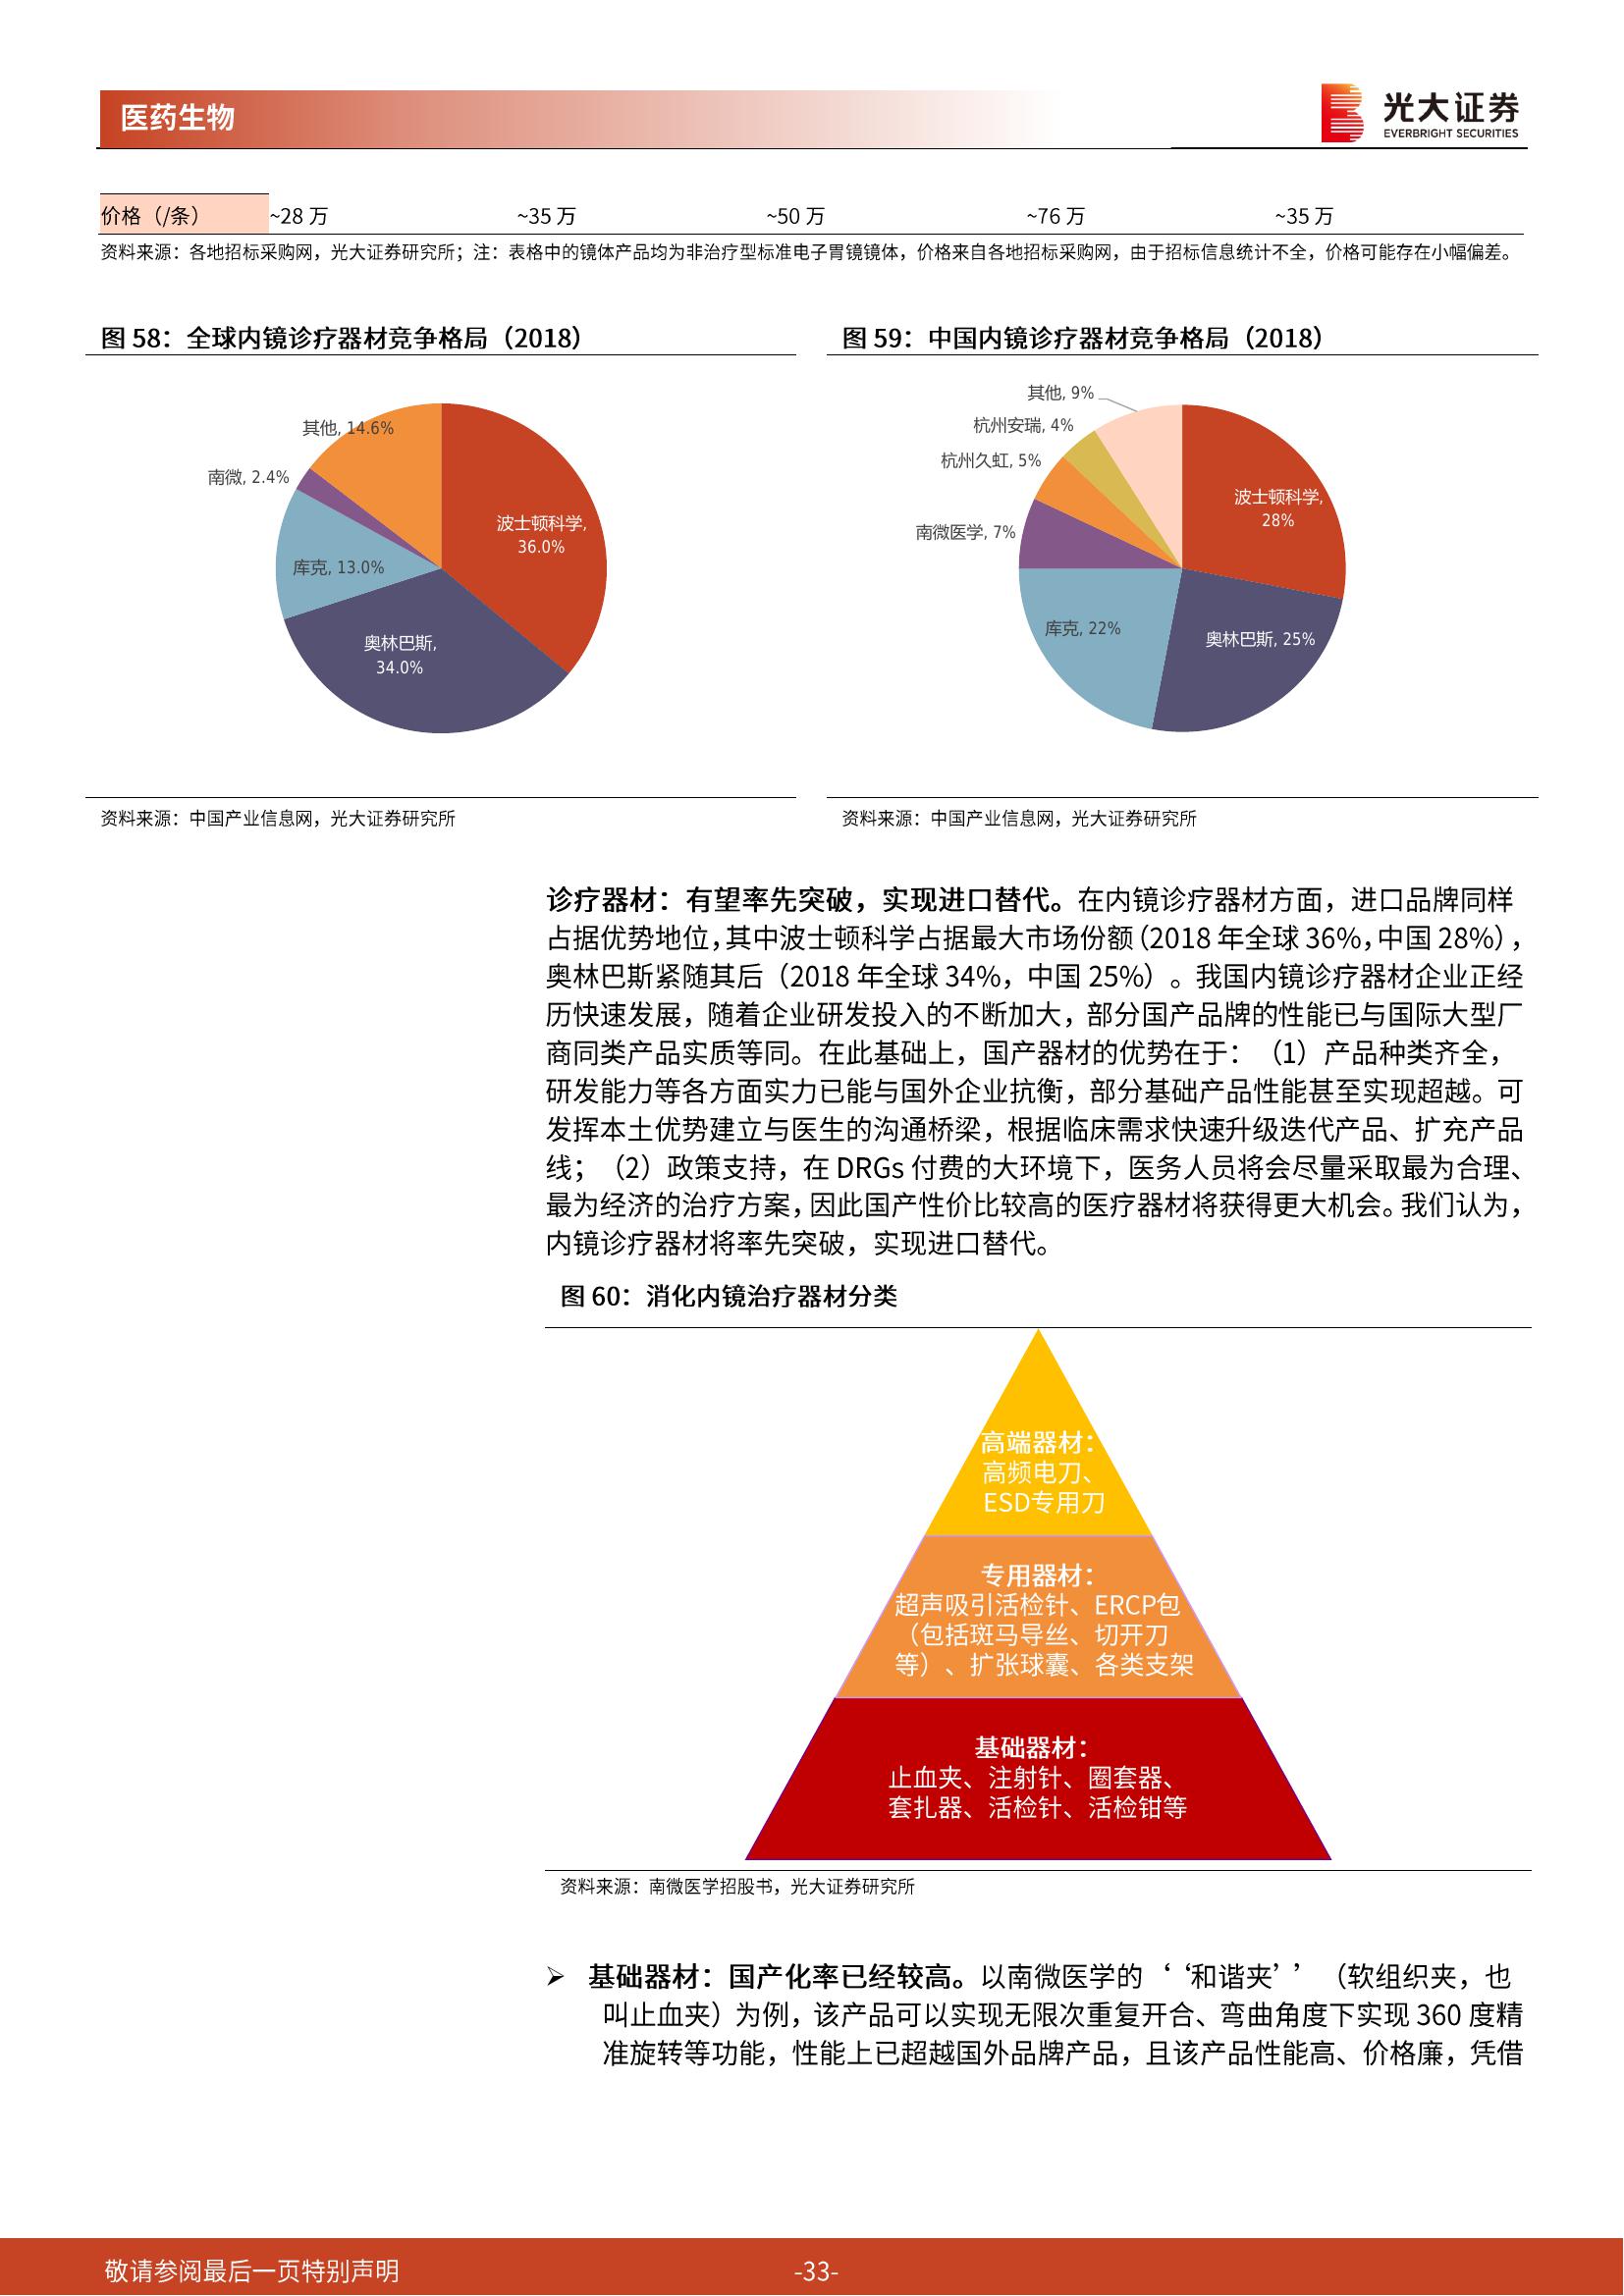 医药生物
光大证券
EVERBRIGHT SECURITIES
价格（/条） ~28 万 ~35 万 ~50 万 ~76 万 ~35 万
资料来源：各地招标采购网，光大证券研究所；注：表格中的镜体产品均为非治疗型标准电子胃镜镜体，价格来自各地招标采购网，由于招标信息统计不全，价格可能存在小幅偏差。
图 58：全球内镜诊疗器材竞争格局（2018）
其他, 14.6%
南微, 2.4%
波士顿科学,
36.0%
库克, 13.0%
奥林巴斯,
34.0%
资料来源：中国产业信息网，光大证券研究所
图 59：中国内镜诊疗器材竞争格局（2018）
其他, 9%
杭州安瑞, 4%
杭州久虹, 5%
波士顿科学,
28%
南微医学, 7%
库克, 22%
奥林巴斯, 25%
资料来源：中国产业信息网，光大证券研究所
诊疗器材：有望率先突破，实现进口替代。在内镜诊疗器材方面，进口品牌同样
占据优势地位，其中波士顿科学占据最大市场份额（2018 年全球 36%，中国 28%），
奥林巴斯紧随其后（2018 年全球 34%，中国 25%）。我国内镜诊疗器材企业正经
历快速发展，随着企业研发投入的不断加大，部分国产品牌的性能已与国际大型厂
商同类产品实质等同。在此基础上，国产器材的优势在于：（1）产品种类齐全，
研发能力等各方面实力已能与国外企业抗衡，部分基础产品性能甚至实现超越。可
发挥本土优势建立与医生的沟通桥梁，根据临床需求快速升级迭代产品、扩充产品
线；（2）政策支持，在 DRGs 付费的大环境下，医务人员将会尽量采取最为合理、
最为经济的治疗方案，因此国产性价比较高的医疗器材将获得更大机会。我们认为，
内镜诊疗器材将率先突破，实现进口替代。
图 60：消化内镜治疗器材分类
高端器材：
高频电刀、
ESD专用刀
专用器材：
超声吸引活检针、ERCP包
（包括斑马导丝、切开刀
等）、扩张球囊、各类支架
基础器材：
止血夹、注射针、圈套器、
套扎器、活检针、活检钳等
资料来源：南微医学招股书，光大证券研究所
➢ 基础器材：国产化率已经较高。以南微医学的‘‘和谐夹’’（软组织夹，也
叫止血夹）为例，该产品可以实现无限次重复开合、弯曲角度下实现 360 度精
准旋转等功能，性能上已超越国外品牌产品，且该产品性能高、价格廉，凭借
敬请参阅最后一页特别声明
-33-